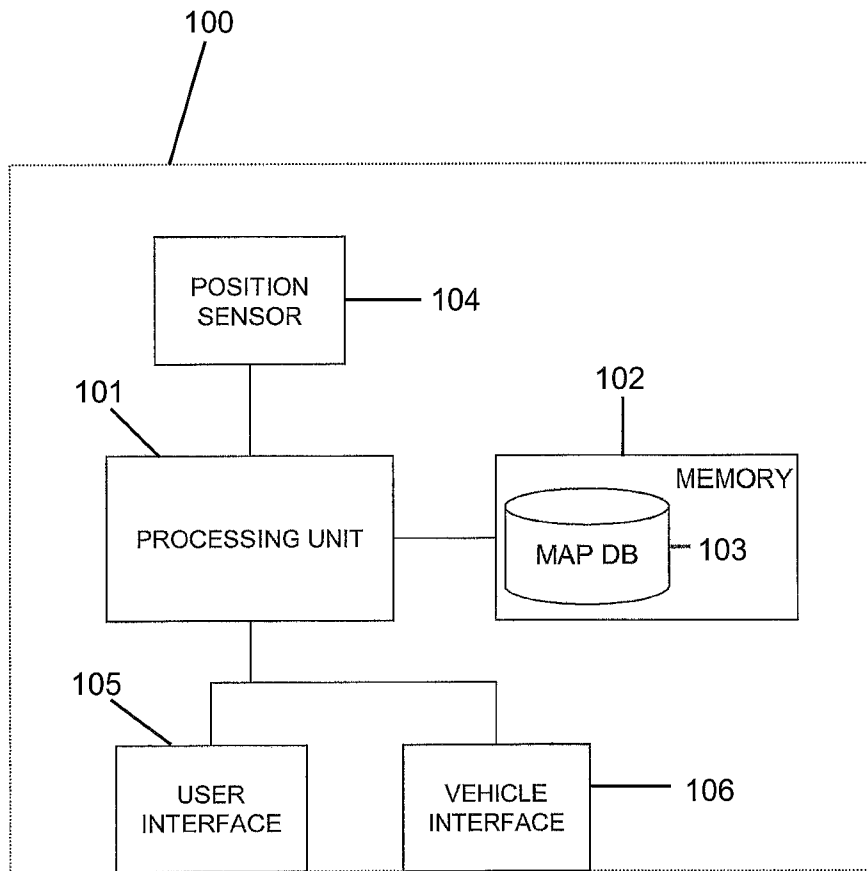 100
POSITION
SENSOR
104
101
102
PROCESSING UNIT
MEMORY
MAP DB
103
105
USER
INTERFACE
VEHICLE
INTERFACE
106